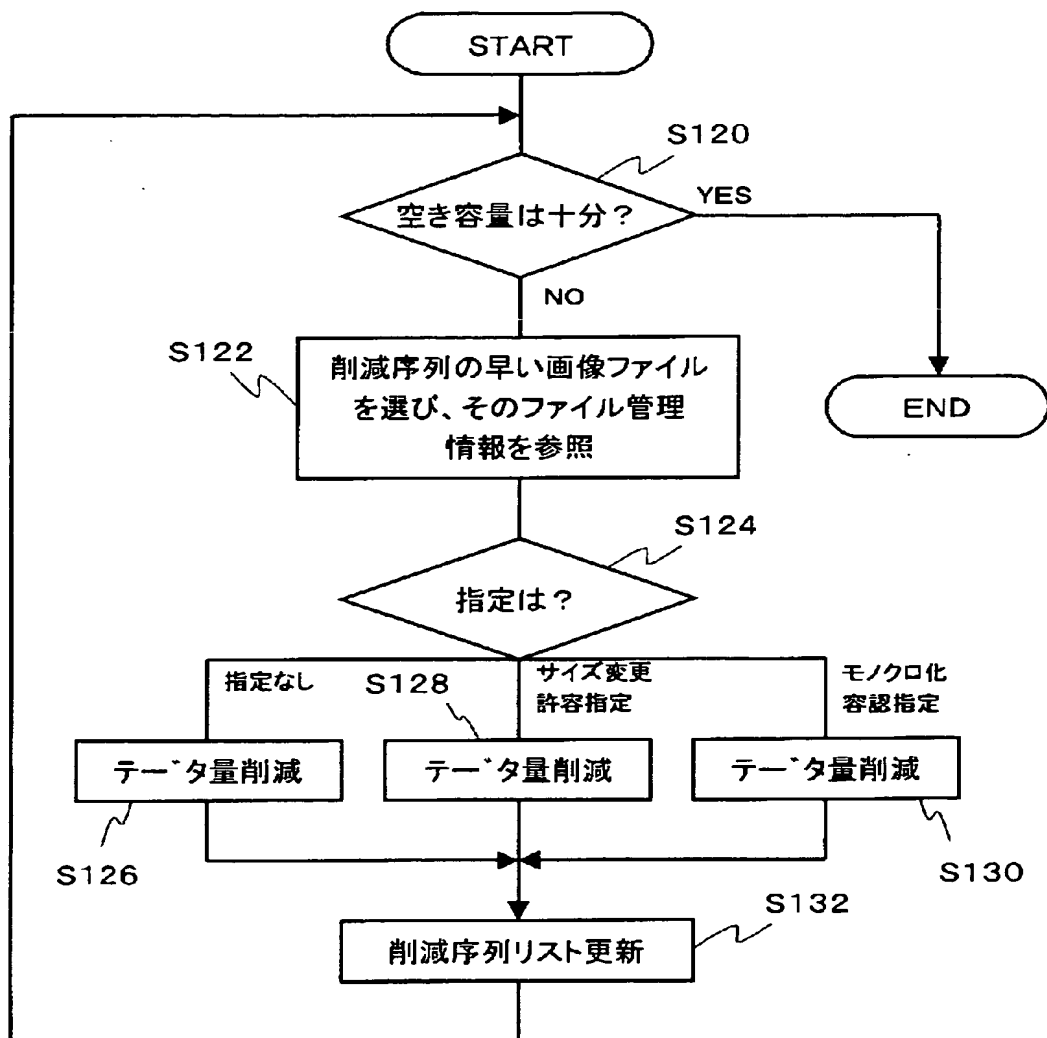 START
S120
空き容量は十分？
YES
NO
S122
削減序列の早い画像ファイル
を選び、そのファイル管理
情報を参照
END
S124
指定は？
指定なし
S128
サイズ変更
許容指定
モノクロ化
容認指定
データ量削減
データ量削減
データ量削減
S126
S130
S132
削減序列リスト更新